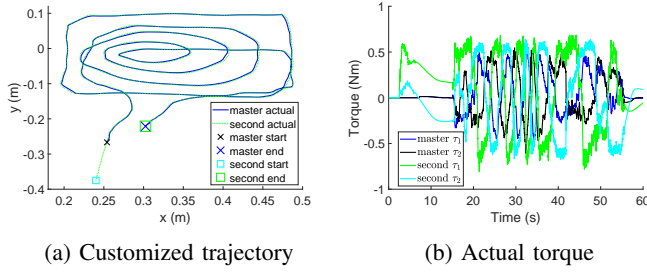 0.1
0
-0.1
-0.2
-0.3
-0.4
y (m)
0.2 0.25 0.3 0.35 0.4 0.45 0.5
x (m)
master actual
second actual
master start
master end
second start
second end
(a) Customized trajectory
1
0.5
0
-0.5
-1
Torque (Nm)
0 10 20 30 40 50 60
Time (s)
master τ₁
master τ₂
second τ₁
second τ₂
(b) Actual torque